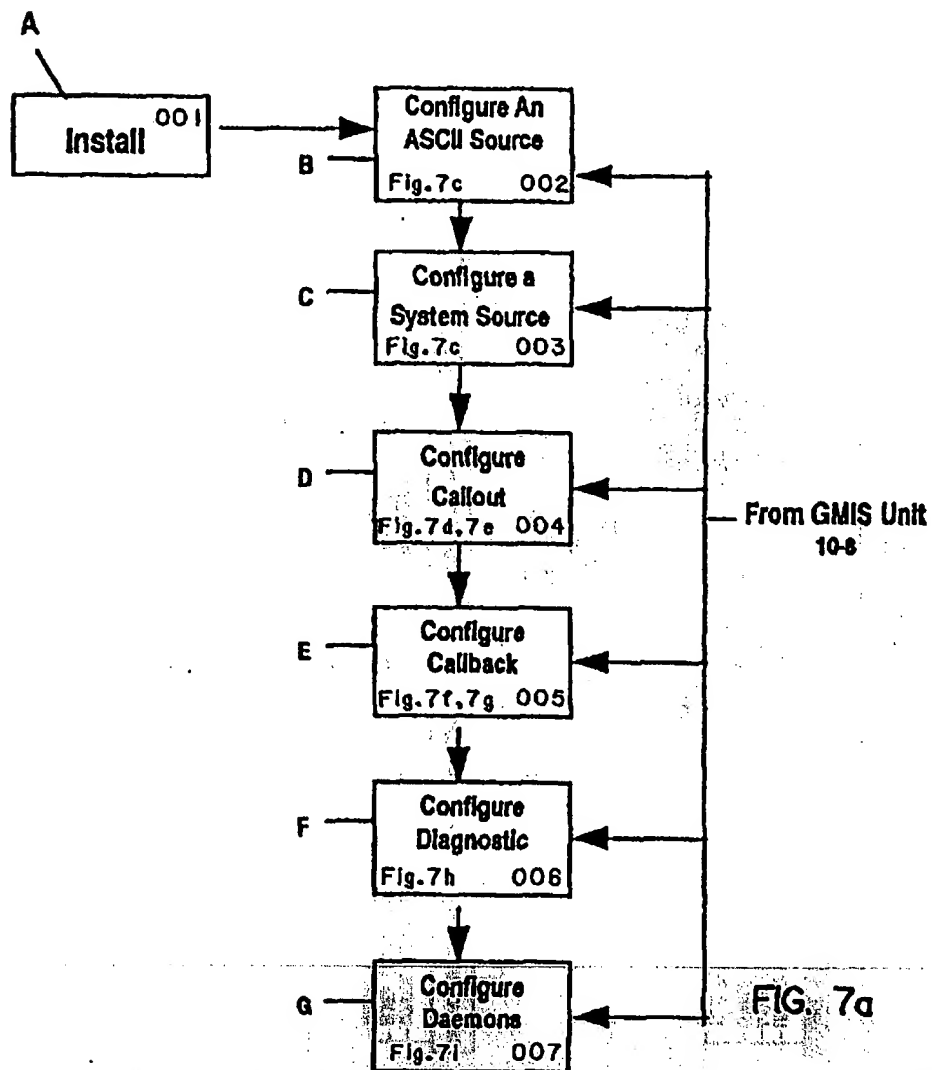 A
001
Install
Configure An
ASCII Source
B
Fig.7c 002
Configure a
C
System Source
Fig.7c 003
Configure
D
Callout
Fig.7d,7e 004
From GMIS Unit
10-8
Configure
E
Callback
Fig.7f,7g 005
Configure
F
Diagnostic
Fig.7h 006
Configure
G
Daemons
Fig.7i 007
FIG. 7a